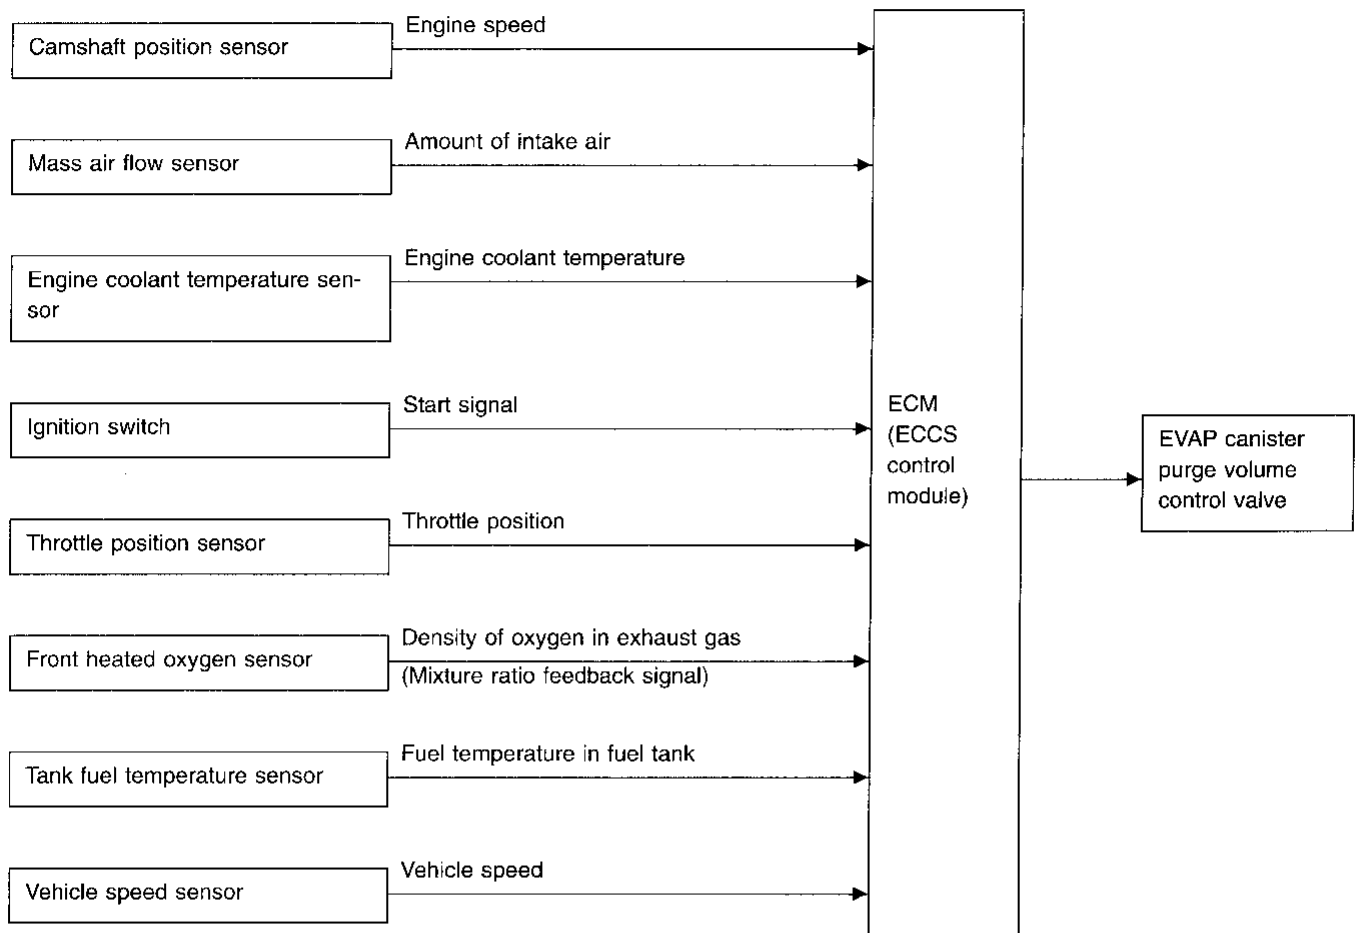 Camshaft position sensor
Engine speed
Mass air flow sensor
Amount of intake air
Engine coolant temperature sen-
sor
Engine coolant temperature
Ignition switch
Start signal
Throttle position sensor
Throttle position
Front heated oxygen sensor
Density of oxygen in exhaust gas
(Mixture ratio feedback signal)
Tank fuel temperature sensor
Fuel temperature in fuel tank
Vehicle speed sensor
Vehicle speed
ECM
(ECCS
control
module)
EVAP canister
purge volume
control valve